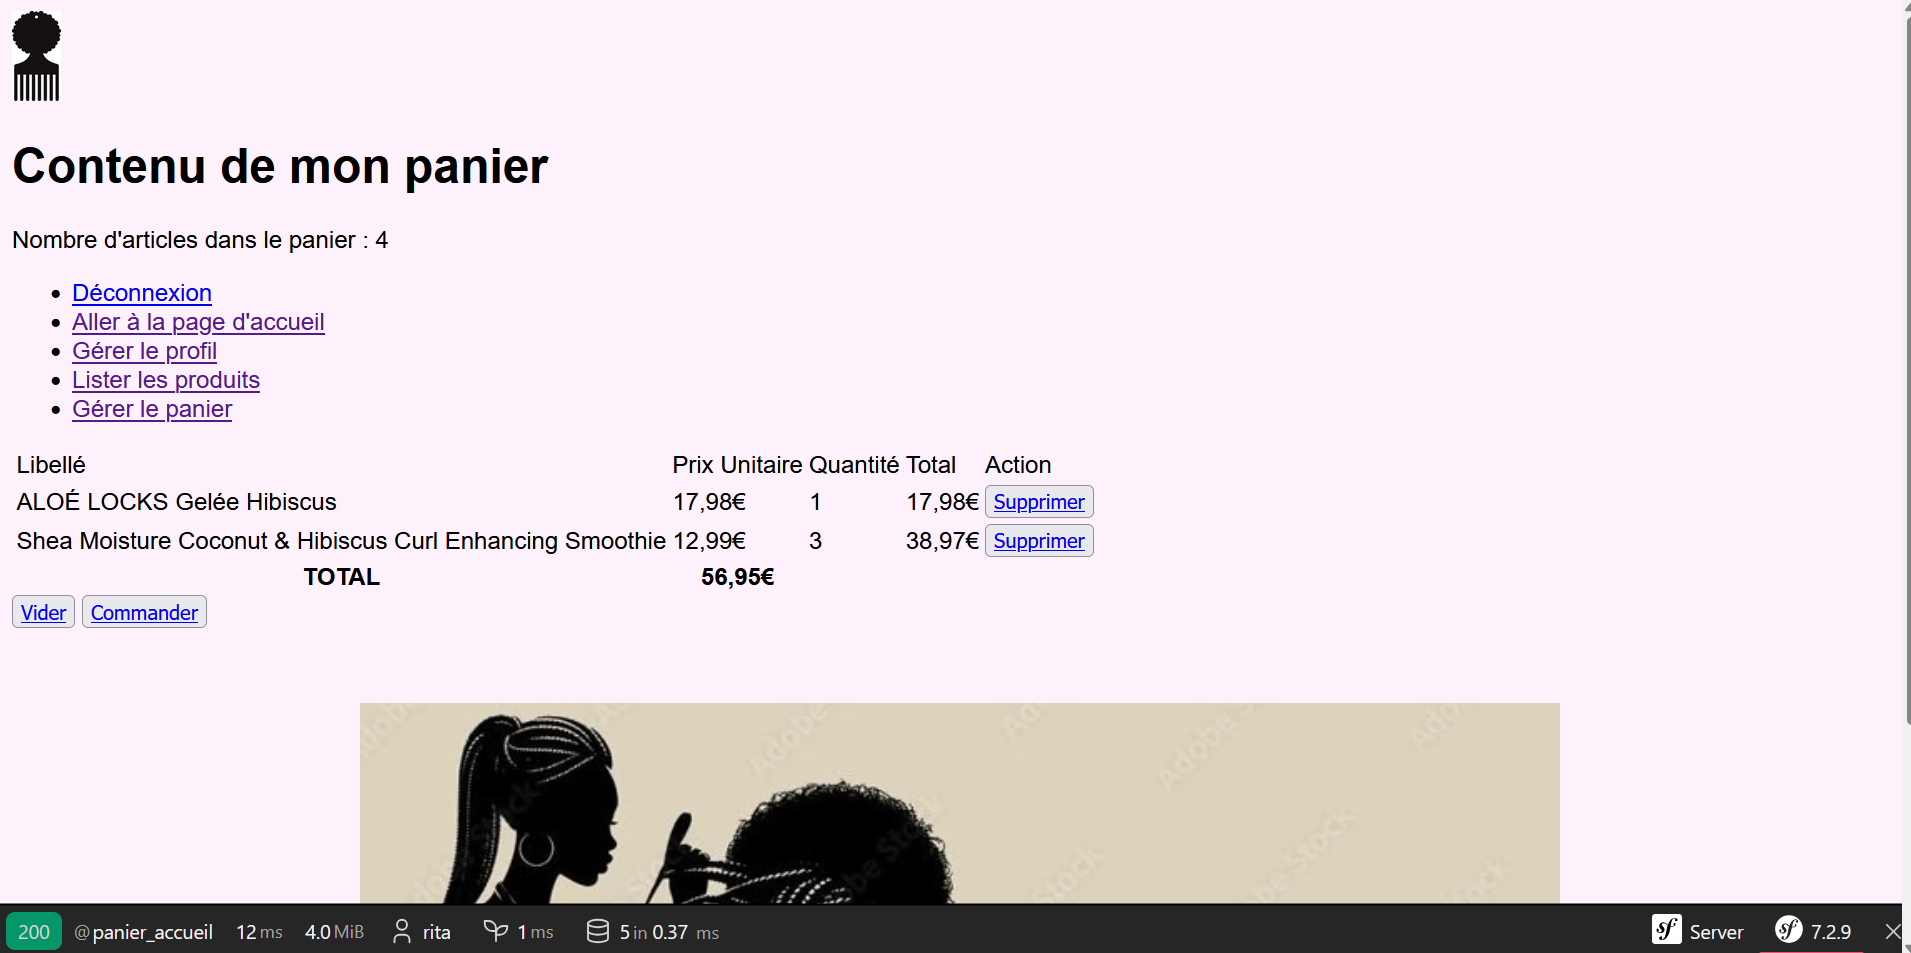 Contenu de mon panier
Nombre d'articles dans le panier : 4
Déconnexion
Aller à la page d'accueil
Gérer le profil
Lister les produits
Gérer le panier
Libellé Prix Unitaire Quantité Total Action
ALOÉ LOCKS Gelée Hibiscus 17,98€ 1 17,98€ Supprimer
Shea Moisture Coconut & Hibiscus Curl Enhancing Smoothie 12,99€ 3 38,97€ Supprimer
TOTAL 56,95€
Vider Commander
Adobe Stock
200 @panier_accueil 12 ms 4.0 MiB rita 1 ms 5 in 0.37 ms sf Server sf 7.2.9